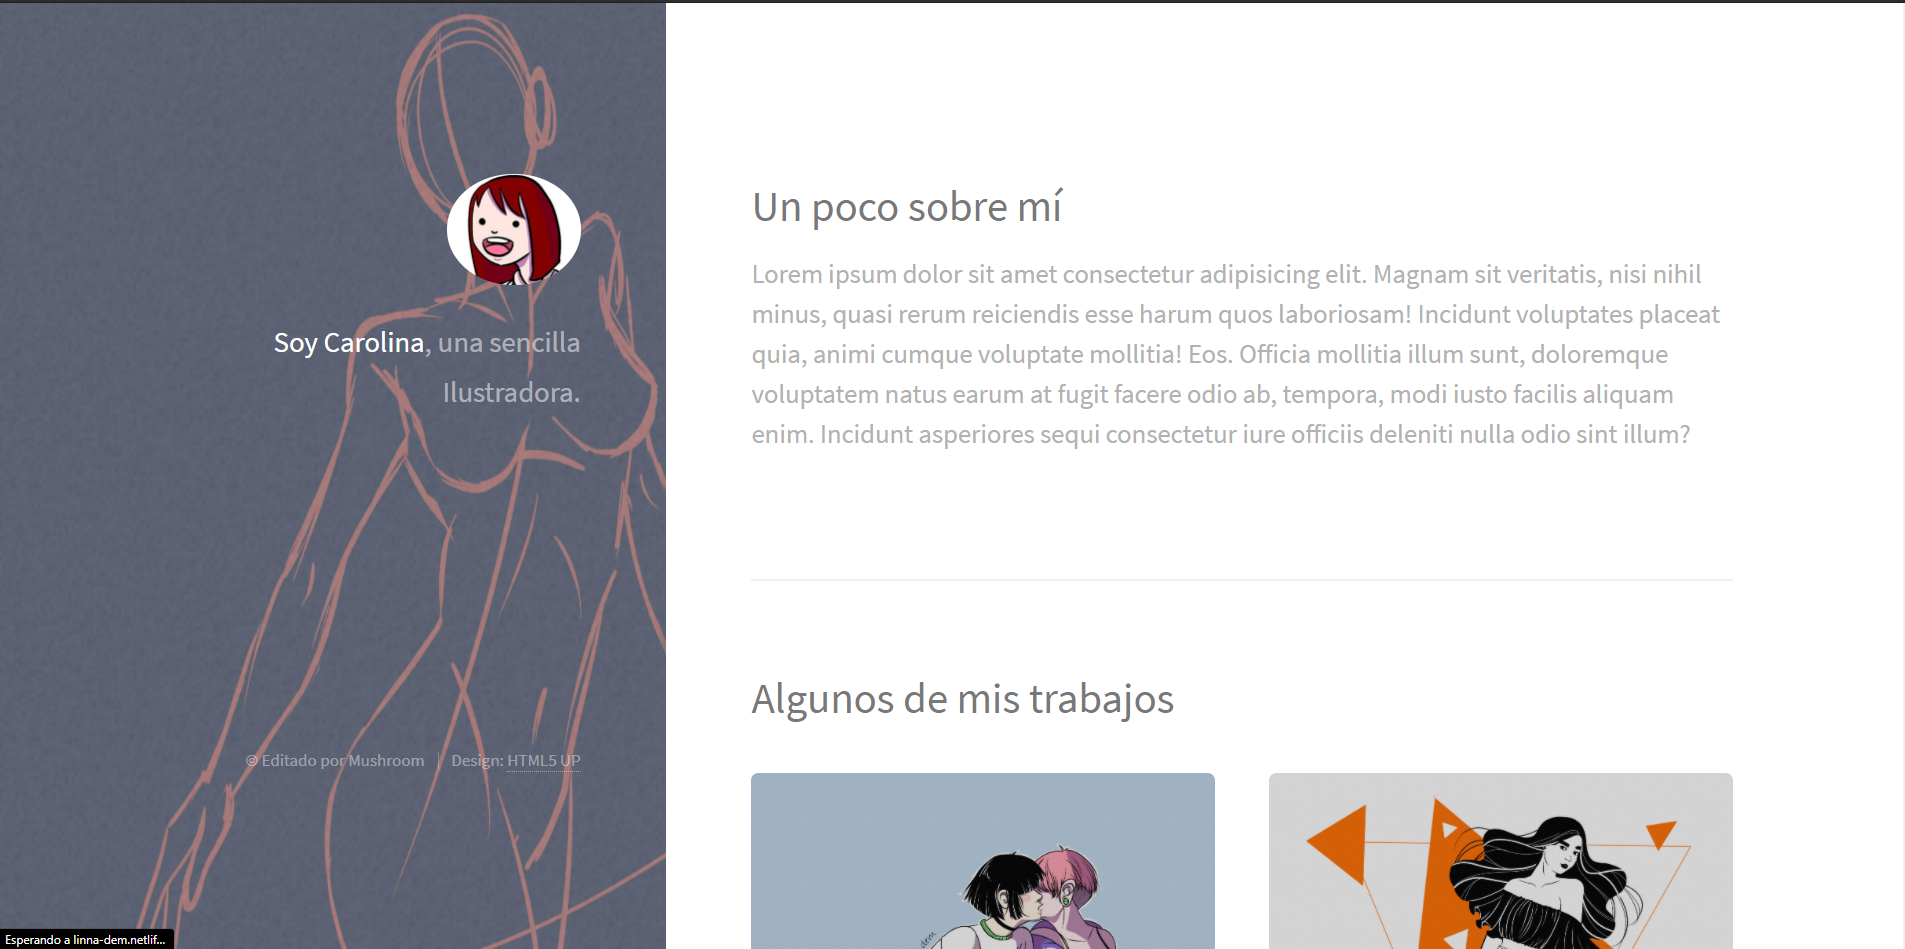 Soy Carolina, una sencilla
Ilustradora.
© Editado por Mushroom
Design: HTML5 UP
Un poco sobre mí
Lorem ipsum dolor sit amet consectetur adipisicing elit. Magnam sit veritatis, nisi nihil
minus, quasi rerum reiciendis esse harum quos laboriosam! Incidunt voluptates placeat
quia, animi cumque voluptate mollitia! Eos. Officia mollitia illum sunt, doloremque
voluptatem natus earum at fugit facere odio ab, tempora, modi iusto facilis aliquam
enim. Incidunt asperiores sequi consectetur iure officiis deleniti nulla odio sint illum?
Algunos de mis trabajos
Esperando a linna-dem.netlif...